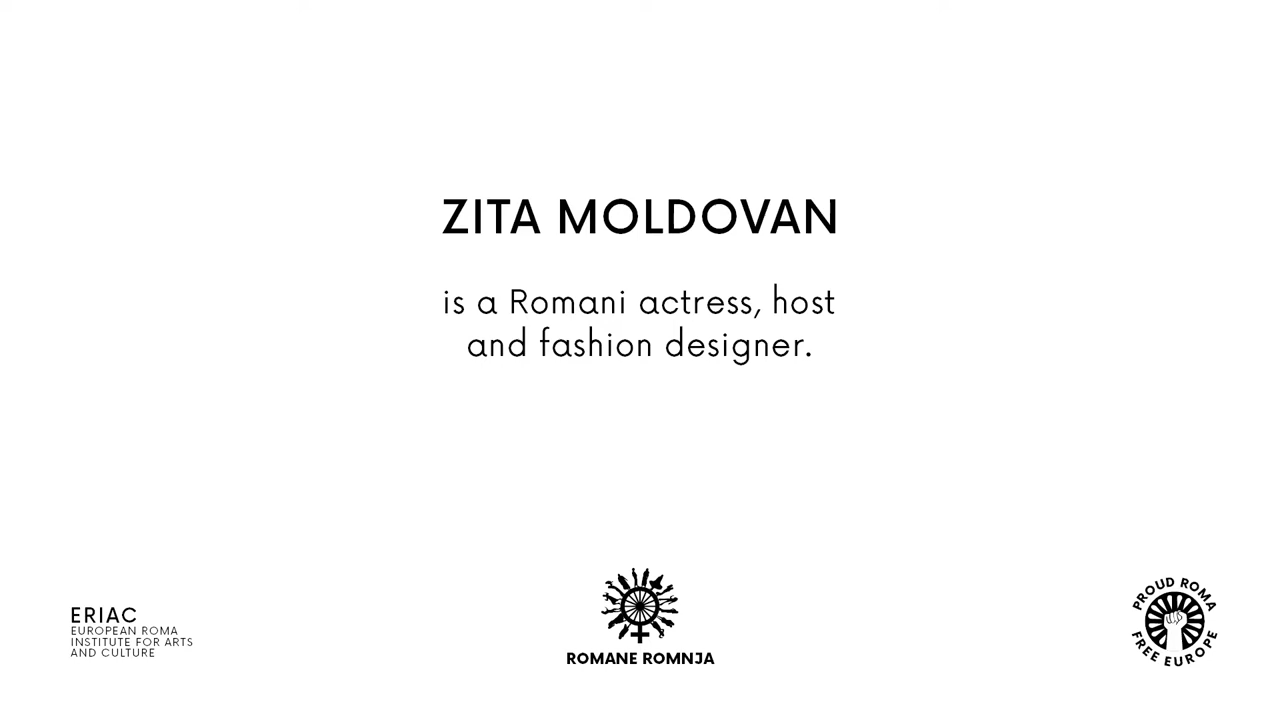 ZITA MOLDOVAN
is a Romani actress, host
and fashion designer.
ERIAC
EUROPEAN ROMA
INSTITUTE FOR ARTS
AND CULTURE
ROMANE ROMNJA
PROUD ROMA
FREE EUROPE